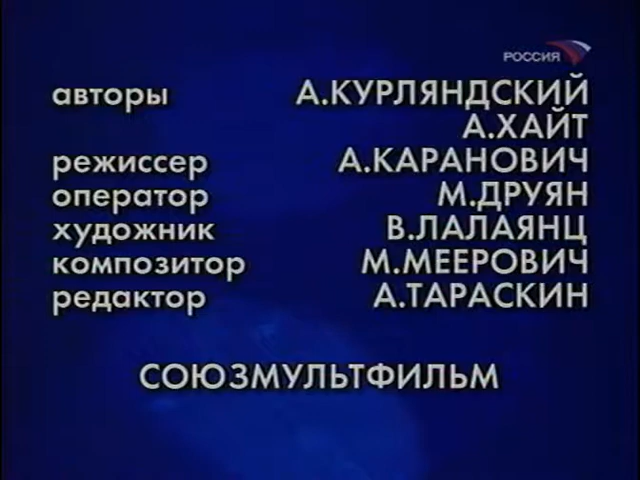 РОССИЯ
авторы А.КУРЛЯНДСКИЙ
А.ХАЙТ
режиссер А.КАРАНОВИЧ
оператор М.ДРУЯН
художник В.ЛАЛАЯНЦ
композитор М.МЕЕРОВИЧ
редактор А.ТАРАСКИН
СОЮЗМУЛЬТФИЛЬМ